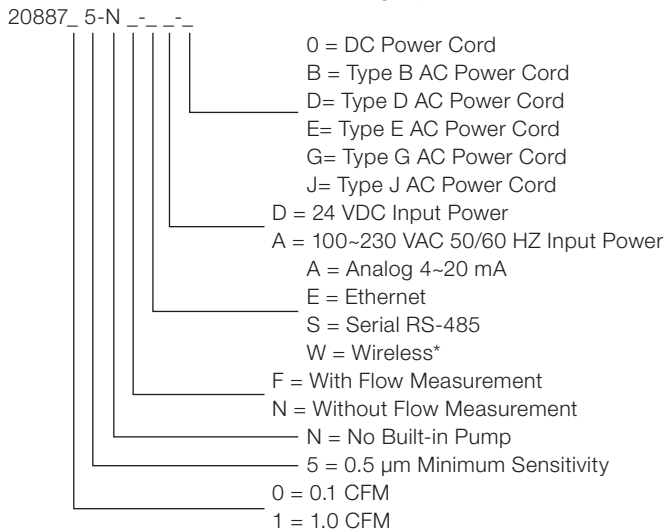 20887_ 5-N _-_ _-_
0 = DC Power Cord
B = Type B AC Power Cord
D= Type D AC Power Cord
E= Type E AC Power Cord
G= Type G AC Power Cord
J= Type J AC Power Cord
D = 24 VDC Input Power
A = 100~230 VAC 50/60 HZ Input Power
A = Analog 4~20 mA
E = Ethernet
S = Serial RS-485
W = Wireless*
F = With Flow Measurement
N = Without Flow Measurement
N = No Built-in Pump
5 = 0.5 µm Minimum Sensitivity
0 = 0.1 CFM
1 = 1.0 CFM